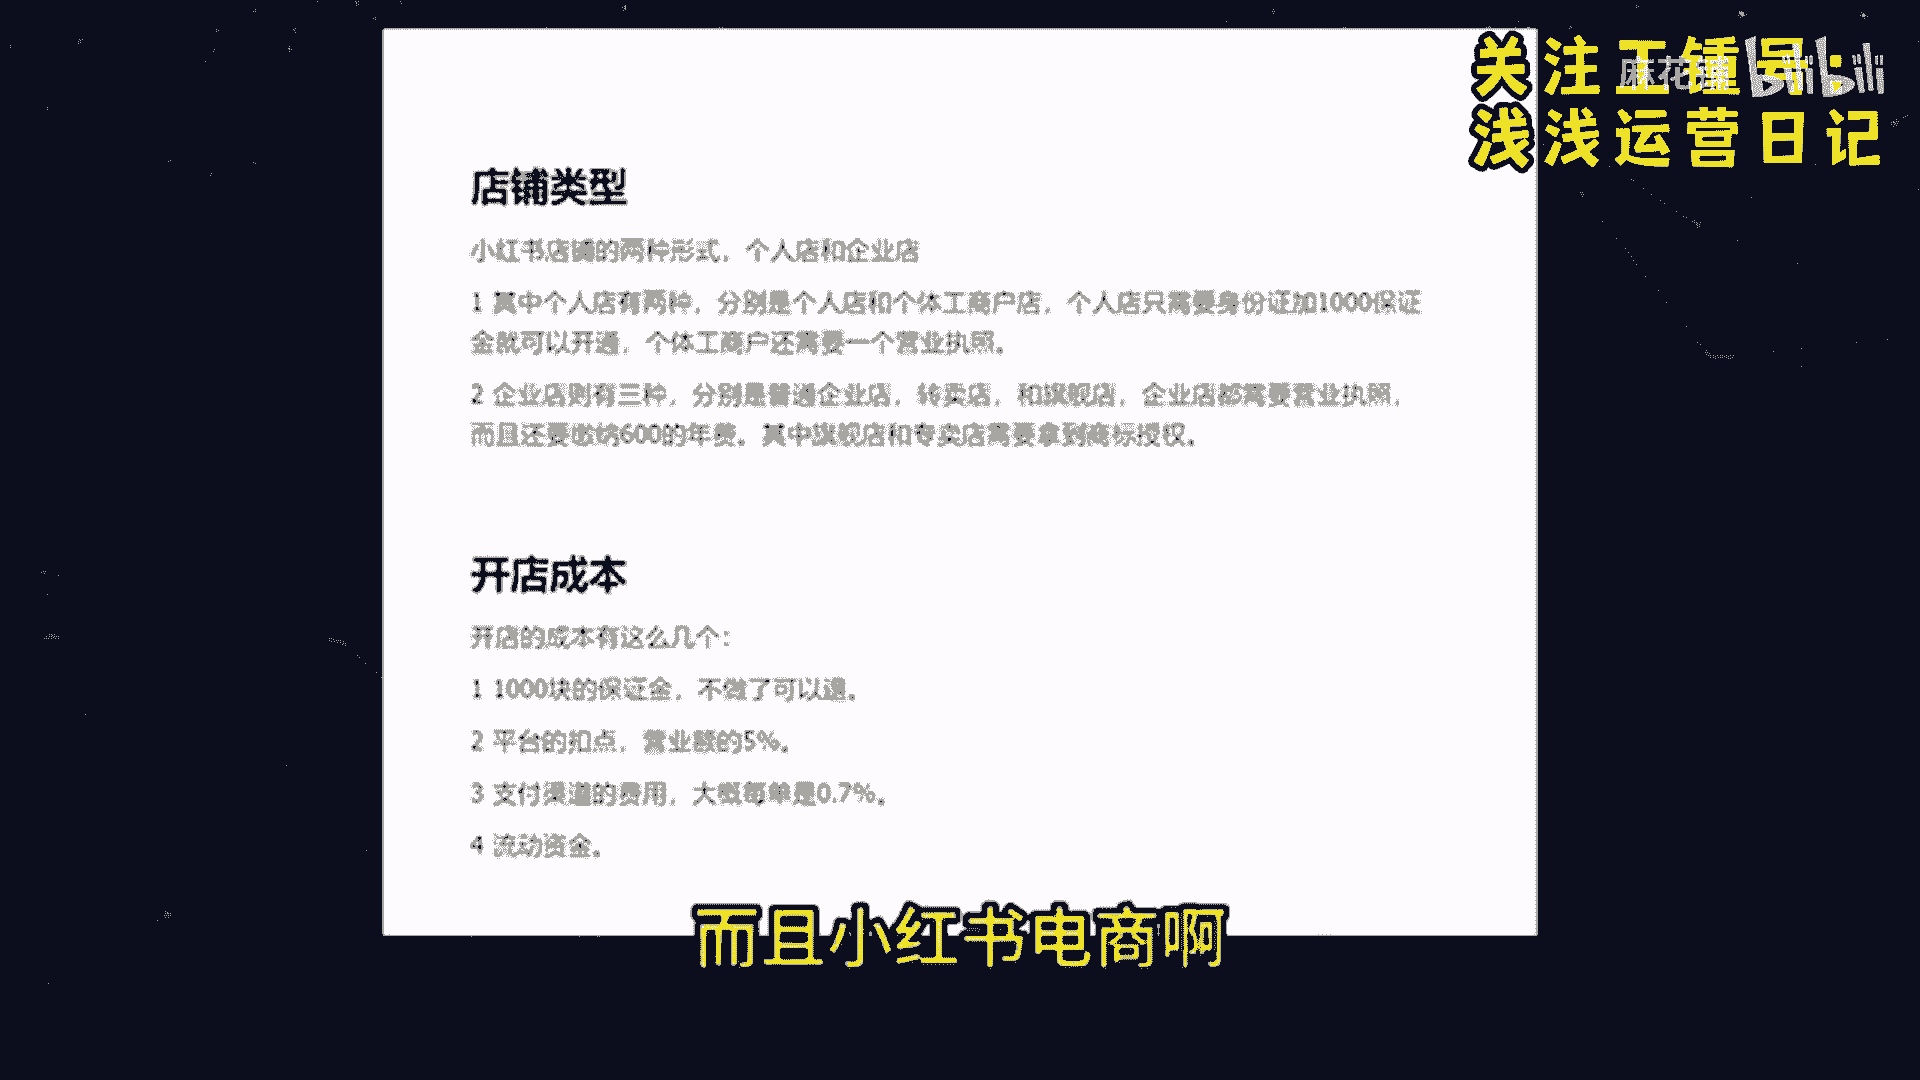 关注工锺号：
麻花 bilibili
浅浅运营日记
店铺类型
小红书店铺的两种形式，个人店和企业店
1 其中个人店有两种，分别是个人店和个体工商户店，个人店只需要身份证加1000保证
金就可以开通，个体工商户还需要一个营业执照。
2 企业店则有三种，分别是普通企业店，转卖店，和旗舰店，企业店都需要营业执照，
而且还要缴纳600的年费。其中旗舰店和专卖店需要拿到商标授权。
开店成本
开店的成本有这么几个：
1 1000块的保证金，不做了可以退。
2 平台的扣点，营业额的5%。
3 支付渠道的费用，大概每单是0.7%。
4 流动资金。
而且小红书电商啊